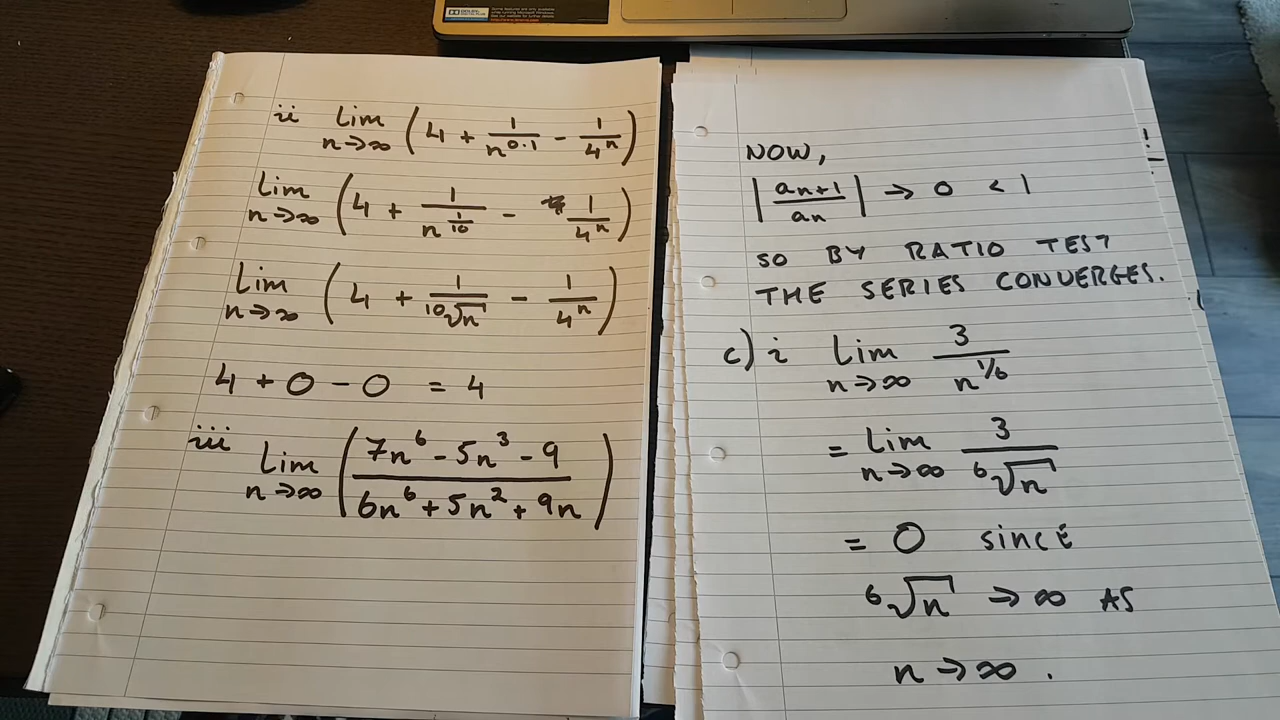 ii lim n→∞ (4 + 1/n^0.1 − 1/4^n)
Lim n→∞ (4 + 1/n^(1/10) − 1/4^n)
Lim n→∞ (4 + 1/¹⁰√n − 1/4^n)
4 + 0 − 0 = 4
iii Lim n→∞ ((7n^6 − 5n^3 − 9)/(6n^6 + 5n^2 + 9n))
NOW,
|an+1/an| → 0 < 1
SO BY RATIO TEST
THE SERIES CONVERGES.
c) i Lim n→∞ 3/n^(1/6)
= Lim n→∞ 3/⁶√n
= 0 since
⁶√n → ∞ AS
n → ∞ .